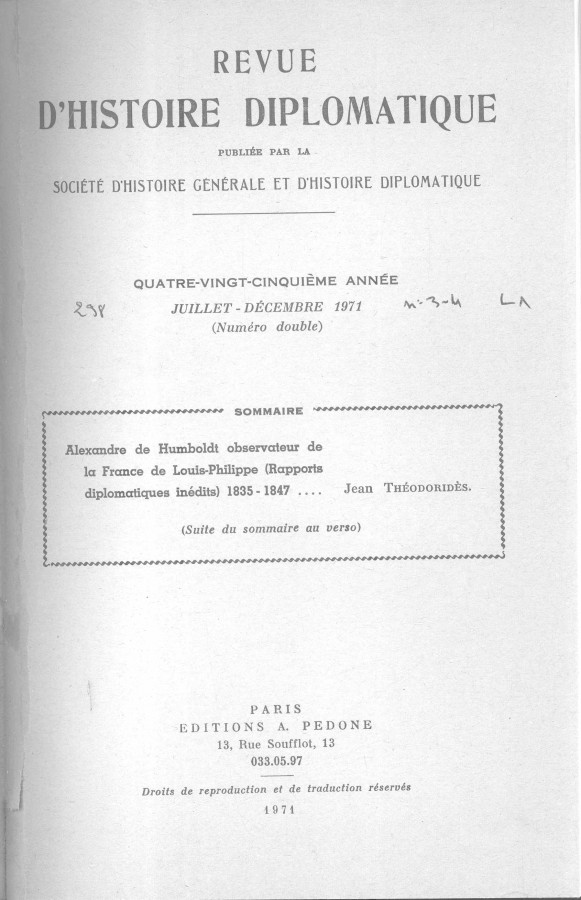 REVUE
D'HISTOIRE DIPLOMATIQUE
PUBLIÉE PAR LA
SOCIÉTÉ D'HISTOIRE GÉNÉRALE ET D'HISTOIRE DIPLOMATIQUE
QUATRE-VINGT-CINQUIÈME ANNÉE
298 JUILLET - DÉCEMBRE 1971 n° 3-4
(Numéro double)
SOMMAIRE
Alexandre de Humboldt observateur de
la France de Louis-Philippe (Rapports
diplomatiques inédits) 1835 - 1847 .... Jean THÉODORIDÈS.
(Suite du sommaire au verso)
PARIS
EDITIONS A. PEDONE
13, Rue Soufflot, 13
033.05.97
Droits de reproduction et de traduction réservés
1971